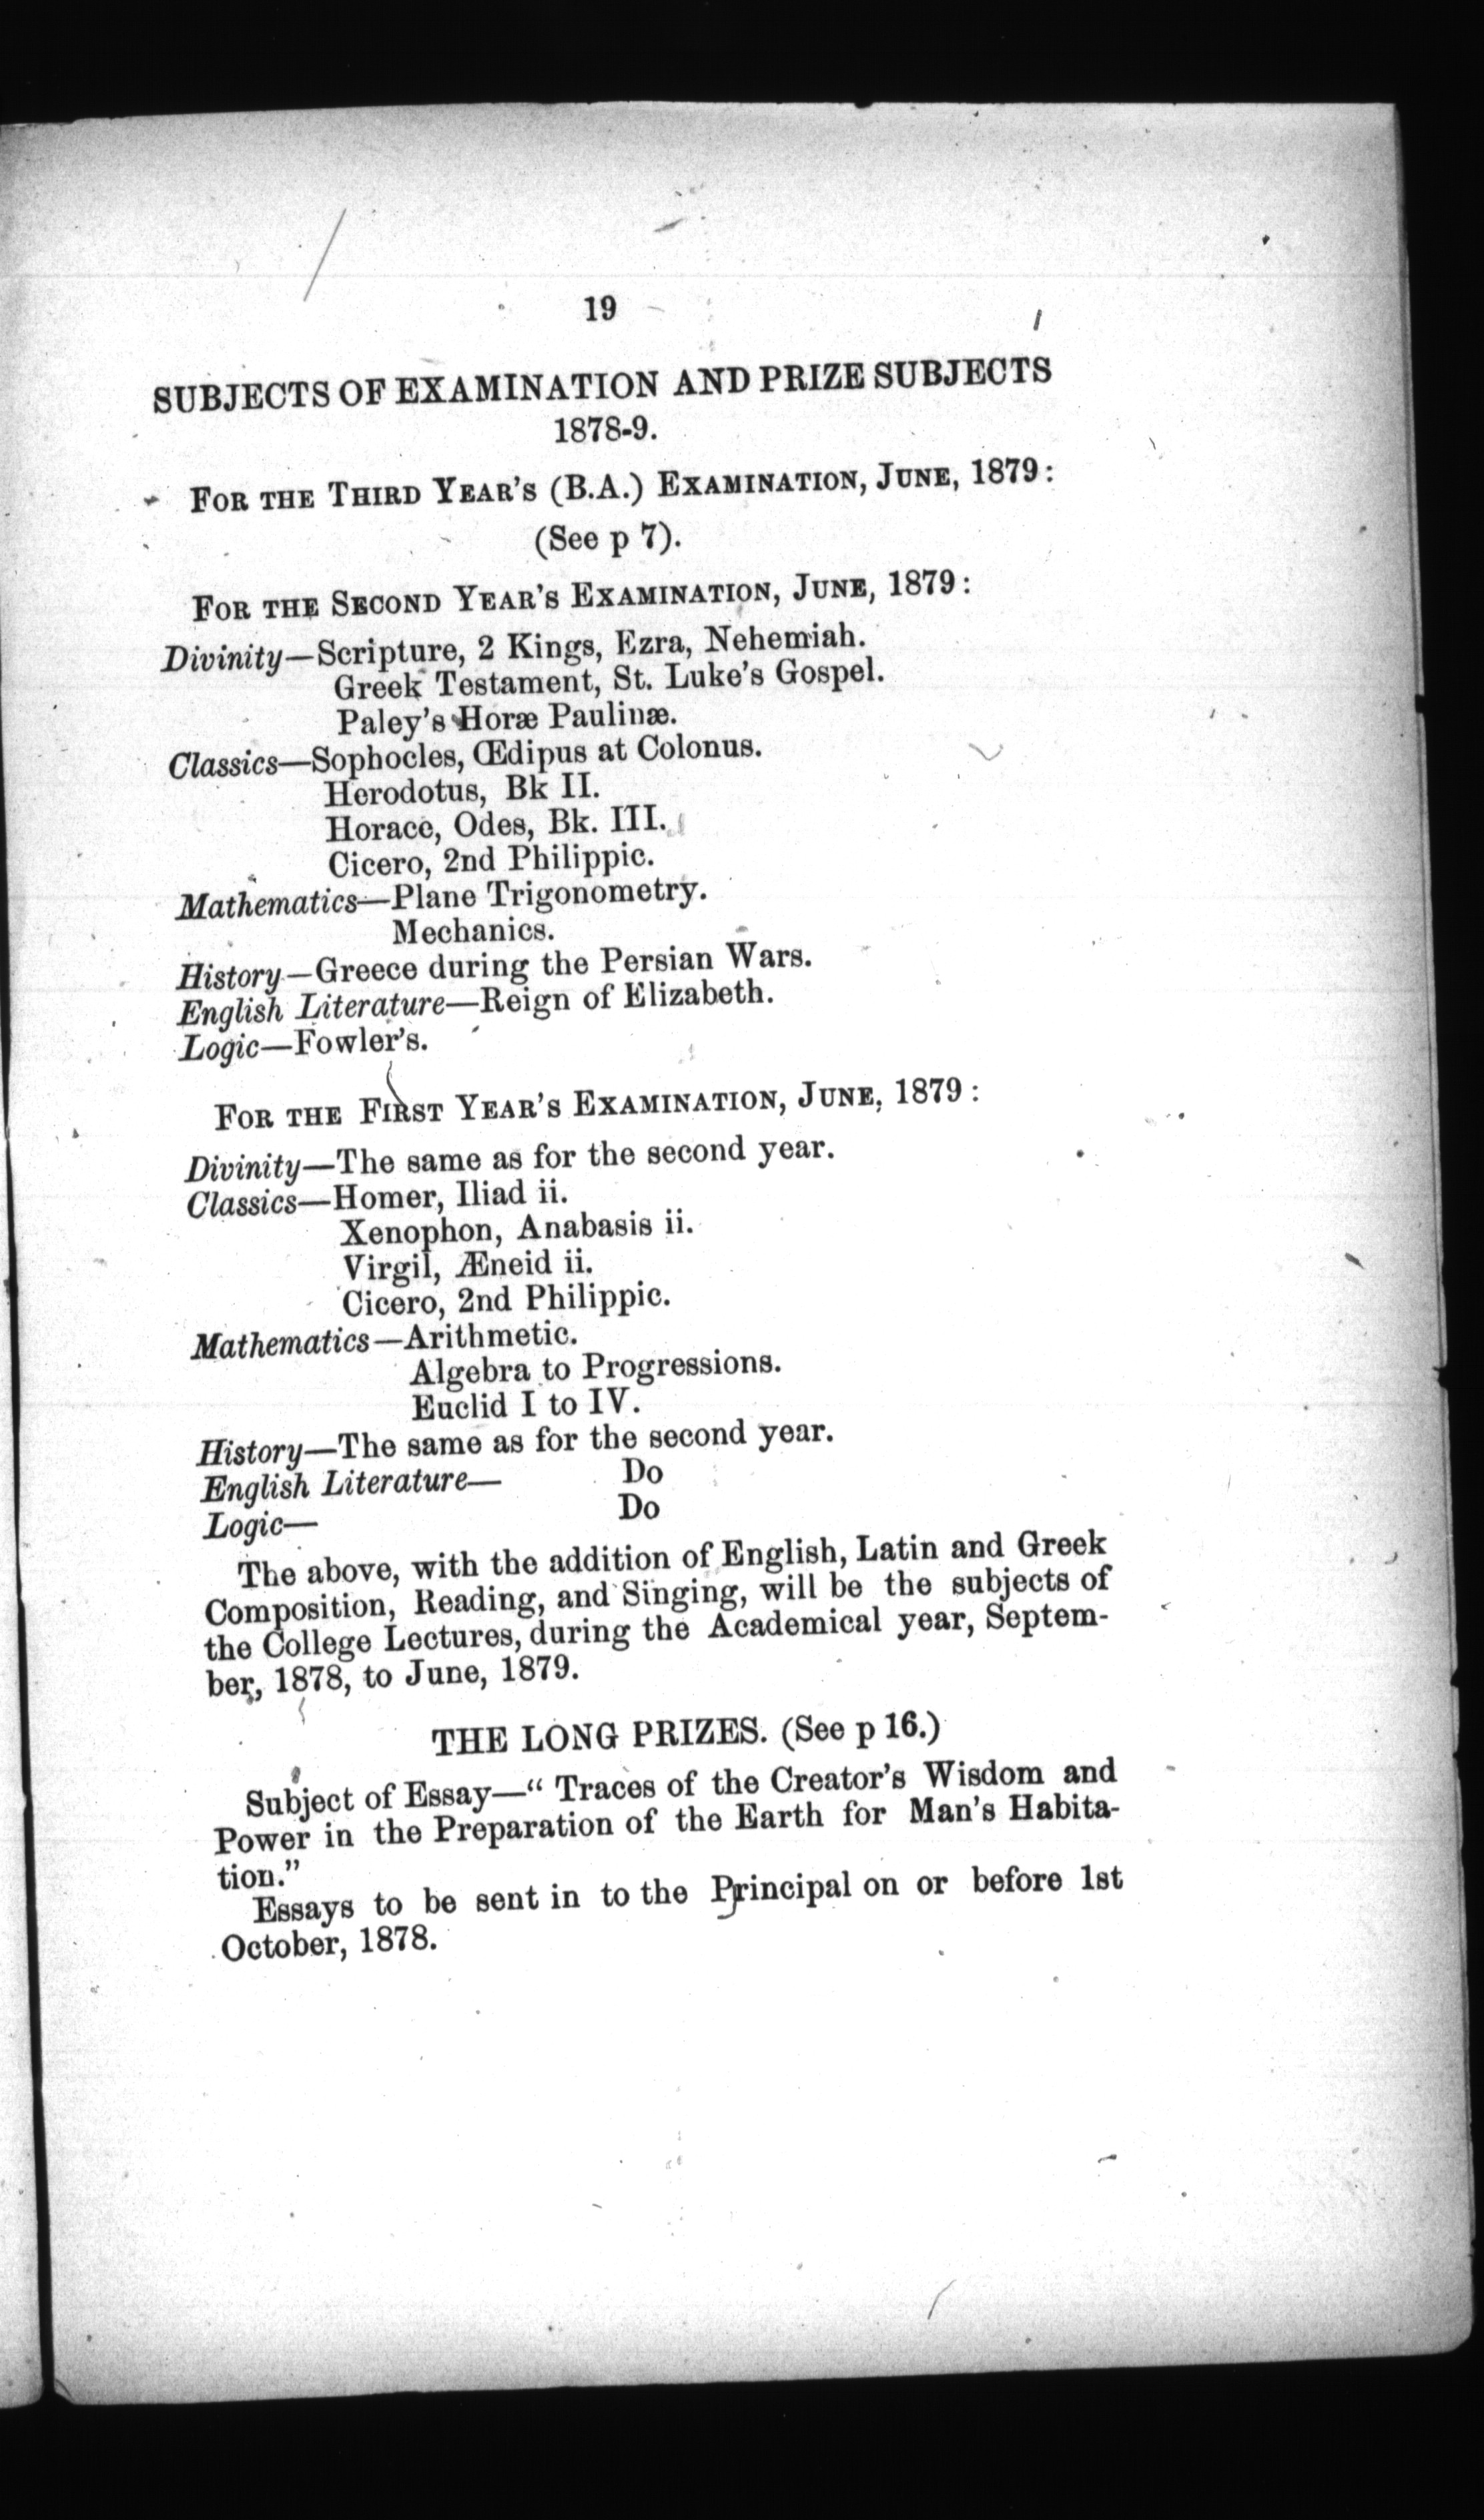 19
SUBJECTS OF EXAMINATION AND PRIZE SUBJECTS
1878-9.
FOR THE THIRD YEAR'S (B.A.) EXAMINATION, JUNE, 1879:
(See p 7).
FOR THE SECOND YEAR'S EXAMINATION, JUNE, 1879:
Divinity—Scripture, 2 Kings, Ezra, Nehemiah.
Greek Testament, St. Luke's Gospel.
Paley's Horæ Paulinæ.
Classics—Sophocles, Œdipus at Colonus.
Herodotus, Bk II.
Horace, Odes, Bk. III.
Cicero, 2nd Philippic.
Mathematics—Plane Trigonometry.
Mechanics.
History—Greece during the Persian Wars.
English Literature—Reign of Elizabeth.
Logic—Fowler's.
FOR THE FIRST YEAR'S EXAMINATION, JUNE, 1879:
Divinity—The same as for the second year.
Classics—Homer, Iliad ii.
Xenophon, Anabasis ii.
Virgil, Æneid ii.
Cicero, 2nd Philippic.
Mathematics—Arithmetic.
Algebra to Progressions.
Euclid I to IV.
History—The same as for the second year.
English Literature— Do
Logic— Do
The above, with the addition of English, Latin and Greek
Composition, Reading, and Singing, will be the subjects of
the College Lectures, during the Academical year, Septem-
ber, 1878, to June, 1879.
THE LONG PRIZES. (See p 16.)
Subject of Essay—“ Traces of the Creator's Wisdom and
Power in the Preparation of the Earth for Man's Habita-
tion.”
Essays to be sent in to the Principal on or before 1st
October, 1878.